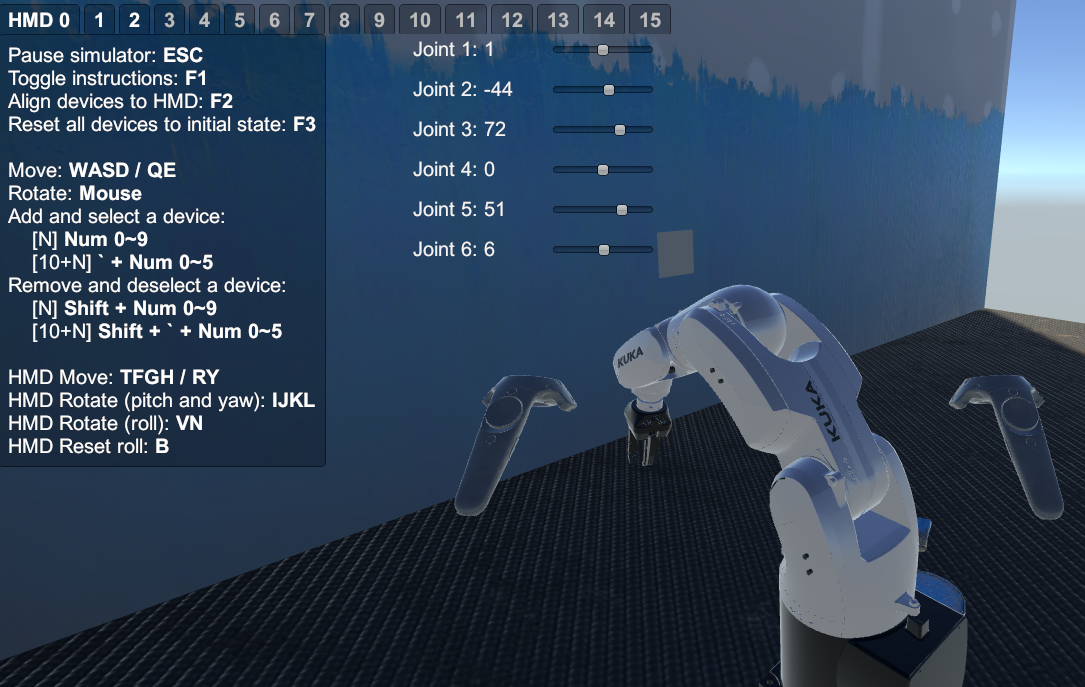 HMD 0 1 2 3 4 5 6 7 8 9 10 11 12 13 14 15
Pause simulator: ESC
Toggle instructions: F1
Align devices to HMD: F2
Reset all devices to initial state: F3
Move: WASD / QE
Rotate: Mouse
Add and select a device:
[N] Num 0~9
[10+N] ` + Num 0~5
Remove and deselect a device:
[N] Shift + Num 0~9
[10+N] Shift + ` + Num 0~5
HMD Move: TFGH / RY
HMD Rotate (pitch and yaw): IJKL
HMD Rotate (roll): VN
HMD Reset roll: B
Joint 1: 1
Joint 2: -44
Joint 3: 72
Joint 4: 0
Joint 5: 51
Joint 6: 6
KUKA
KUKA